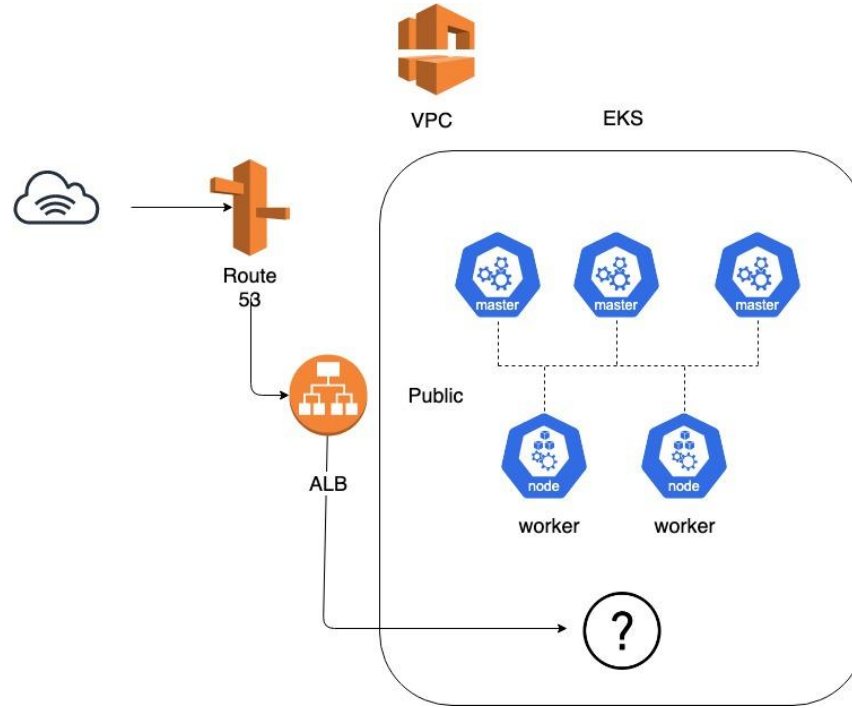 VPC
EKS
Route
53
master
master
master
Public
node
node
ALB
worker
worker
?